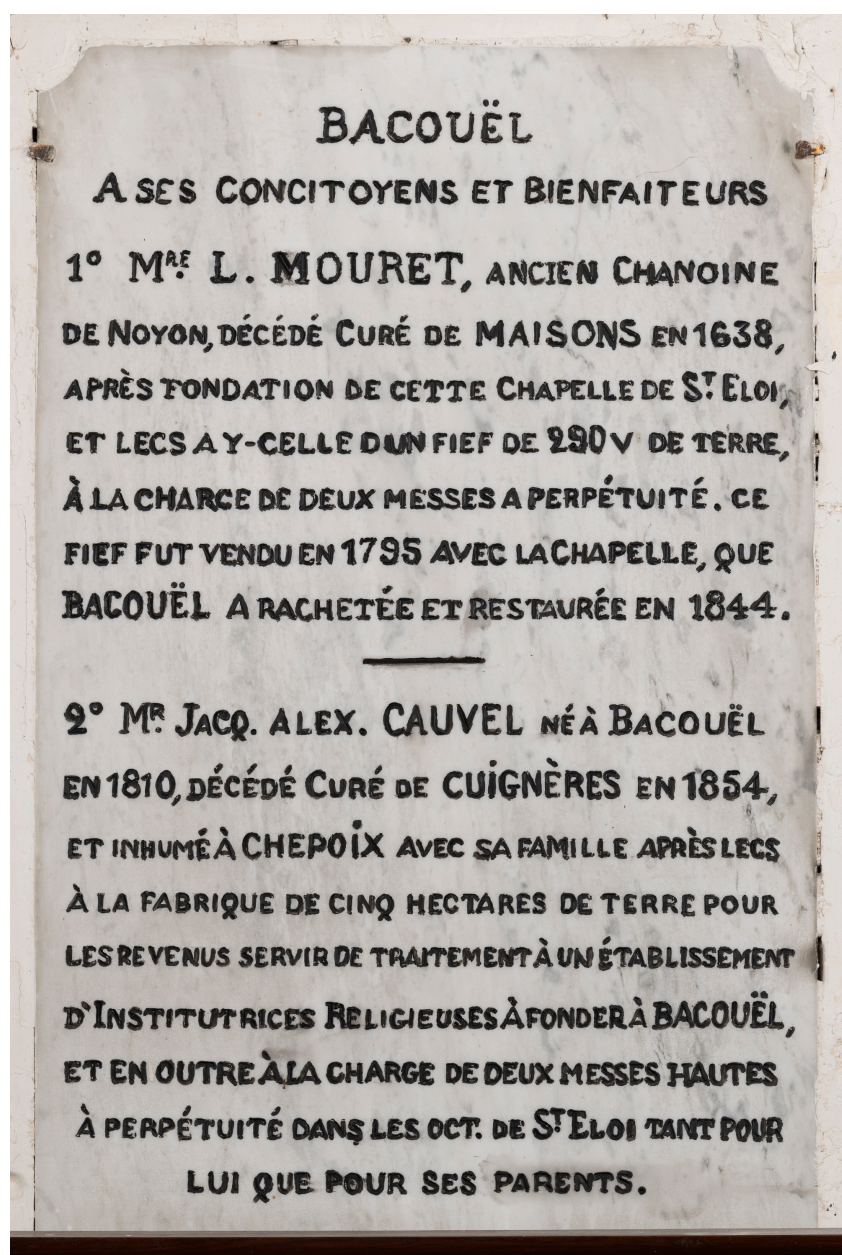 BACOUËL
A SES CONCITOYENS ET BIENFAITEURS
1° MRE. L. MOURET, ANCIEN CHANOINE
DE NOYON, DÉCÉDÉ CURÉ DE MAISONS EN 1638,
APRÈS FONDATION DE CETTE CHAPELLE DE ST. ELOI,
ET LECS A Y-CELLE D'UN FIEF DE 290V DE TERRE,
À LA CHARCE DE DEUX MESSES A PERPÉTUITÉ. CE
FIEF FUT VENDU EN 1795 AVEC LA CHAPELLE, QUE
BACOUËL A RACHETÉE ET RESTAURÉE EN 1844.
2° MR. JACQ. ALEX. CAUVEL NÉ À BACOUËL
EN 1810, DÉCÉDÉ CURÉ DE CUIGNÈRES EN 1854,
ET INHUMÉ À CHEPOIX AVEC SA FAMILLE APRÈS LECS
À LA FABRIQUE DE CINQ HECTARES DE TERRE POUR
LES REVENUS SERVIR DE TRAITEMENT À UN ÉTABLISSEMENT
D'INSTITUTRICES RELIGIEUSES À FONDER À BACOUËL,
ET EN OUTRE À LA CHARGE DE DEUX MESSES HAUTES
À PERPÉTUITÉ DANS LES OCT. DE ST ELOI TANT POUR
LUI QUE POUR SES PARENTS.